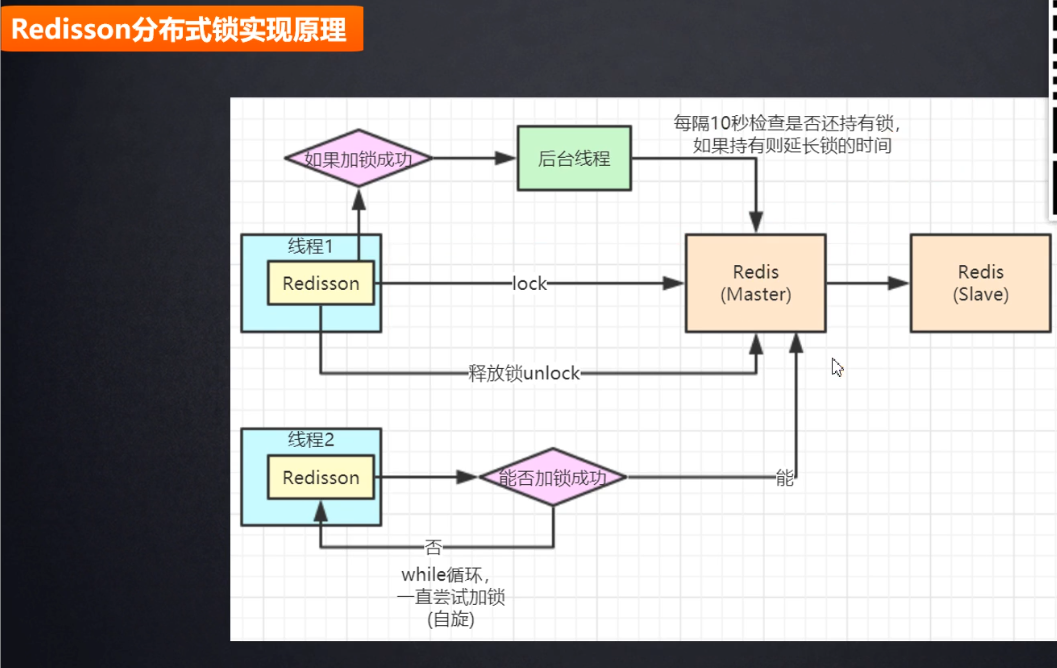 Redisson分布式锁实现原理
每隔10秒检查是否还持有锁，
如果持有则延长锁的时间
如果加锁成功
后台线程
线程1
Redisson
lock
Redis
(Master)
Redis
(Slave)
释放锁unlock
线程2
Redisson
能否加锁成功
能
否
while循环，
一直尝试加锁
(自旋)